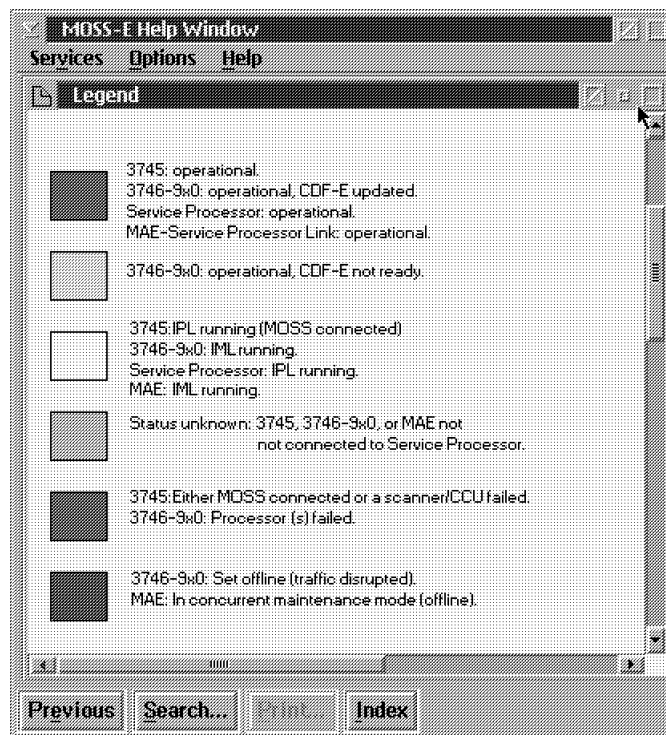 MOSS-E Help Window
Services Options Help
Legend
3745: operational.
3746-9x0: operational, CDF-E updated.
Service Processor: operational.
MAE-Service Processor Link: operational.
3746-9x0: operational, CDF-E not ready.
3745:IPL running (MOSS connected)
3746-9x0: IML running.
Service Processor: IPL running.
MAE: IML running.
Status unknown: 3745, 3746-9x0, or MAE not
not connected to Service Processor.
3745:Either MOSS connected or a scanner/CCU failed.
3746-9x0: Processor (s) failed.
3746-9x0: Set offline (traffic disrupted).
MAE: In concurrent maintenance mode (offline).
Previous Search... Print... Index